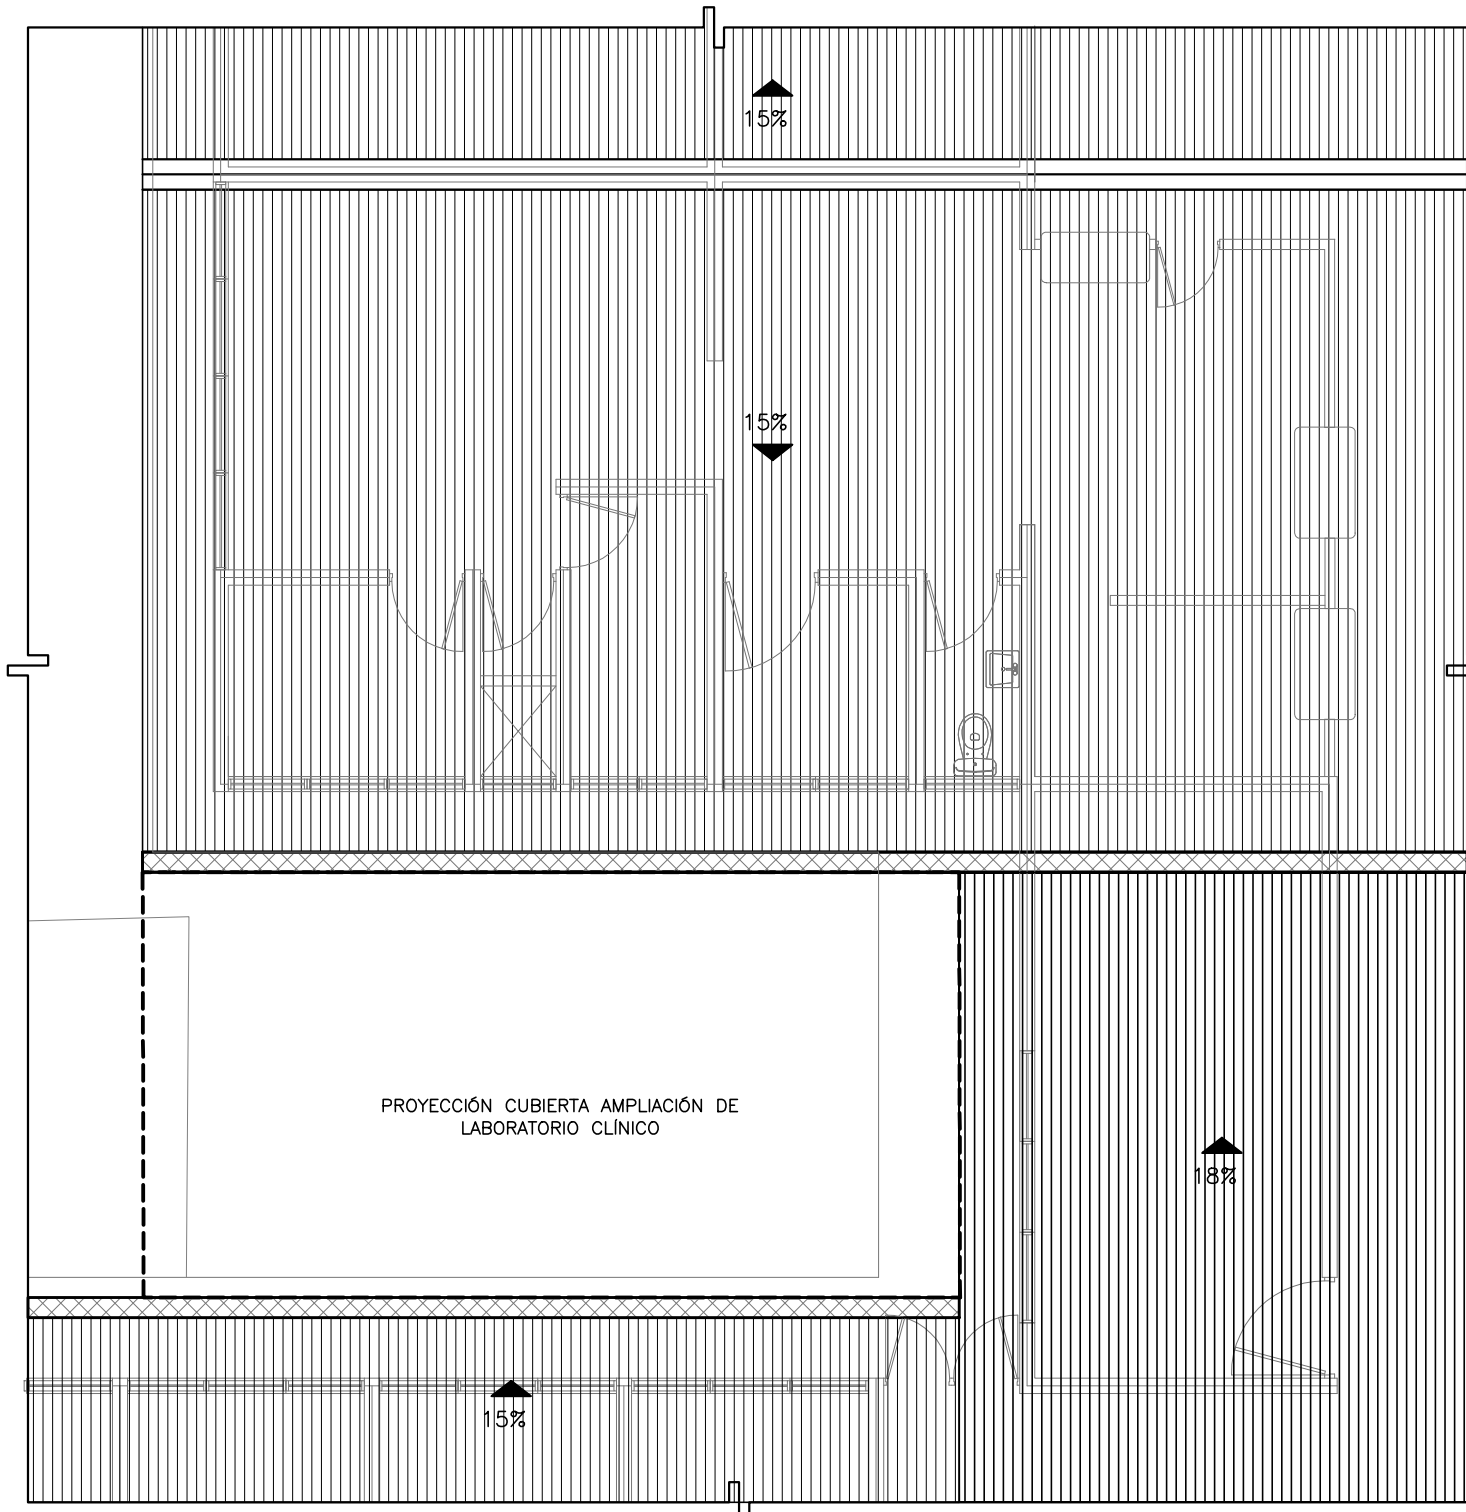 15%
15%
PROYECCIÓN CUBIERTA AMPLIACIÓN DE
LABORATORIO CLÍNICO
18%
15%